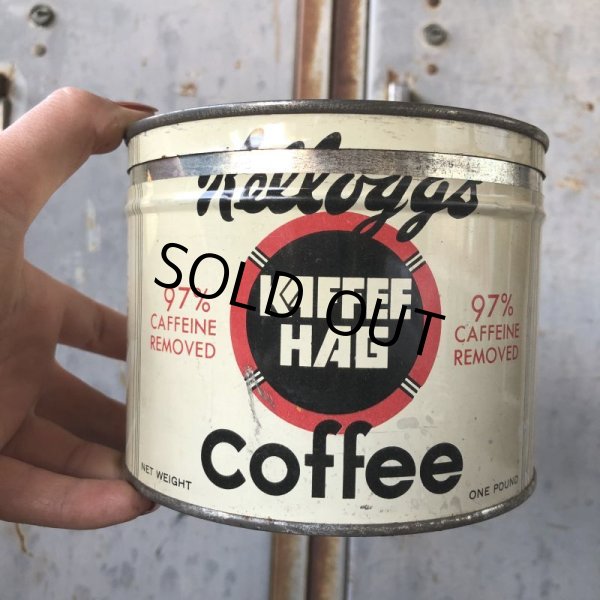 Kellogg's
KAFFEE
HAG
97%
CAFFEINE
REMOVED
97%
CAFFEINE
REMOVED
SOLD OUT
Coffee
NET WEIGHT
ONE POUND